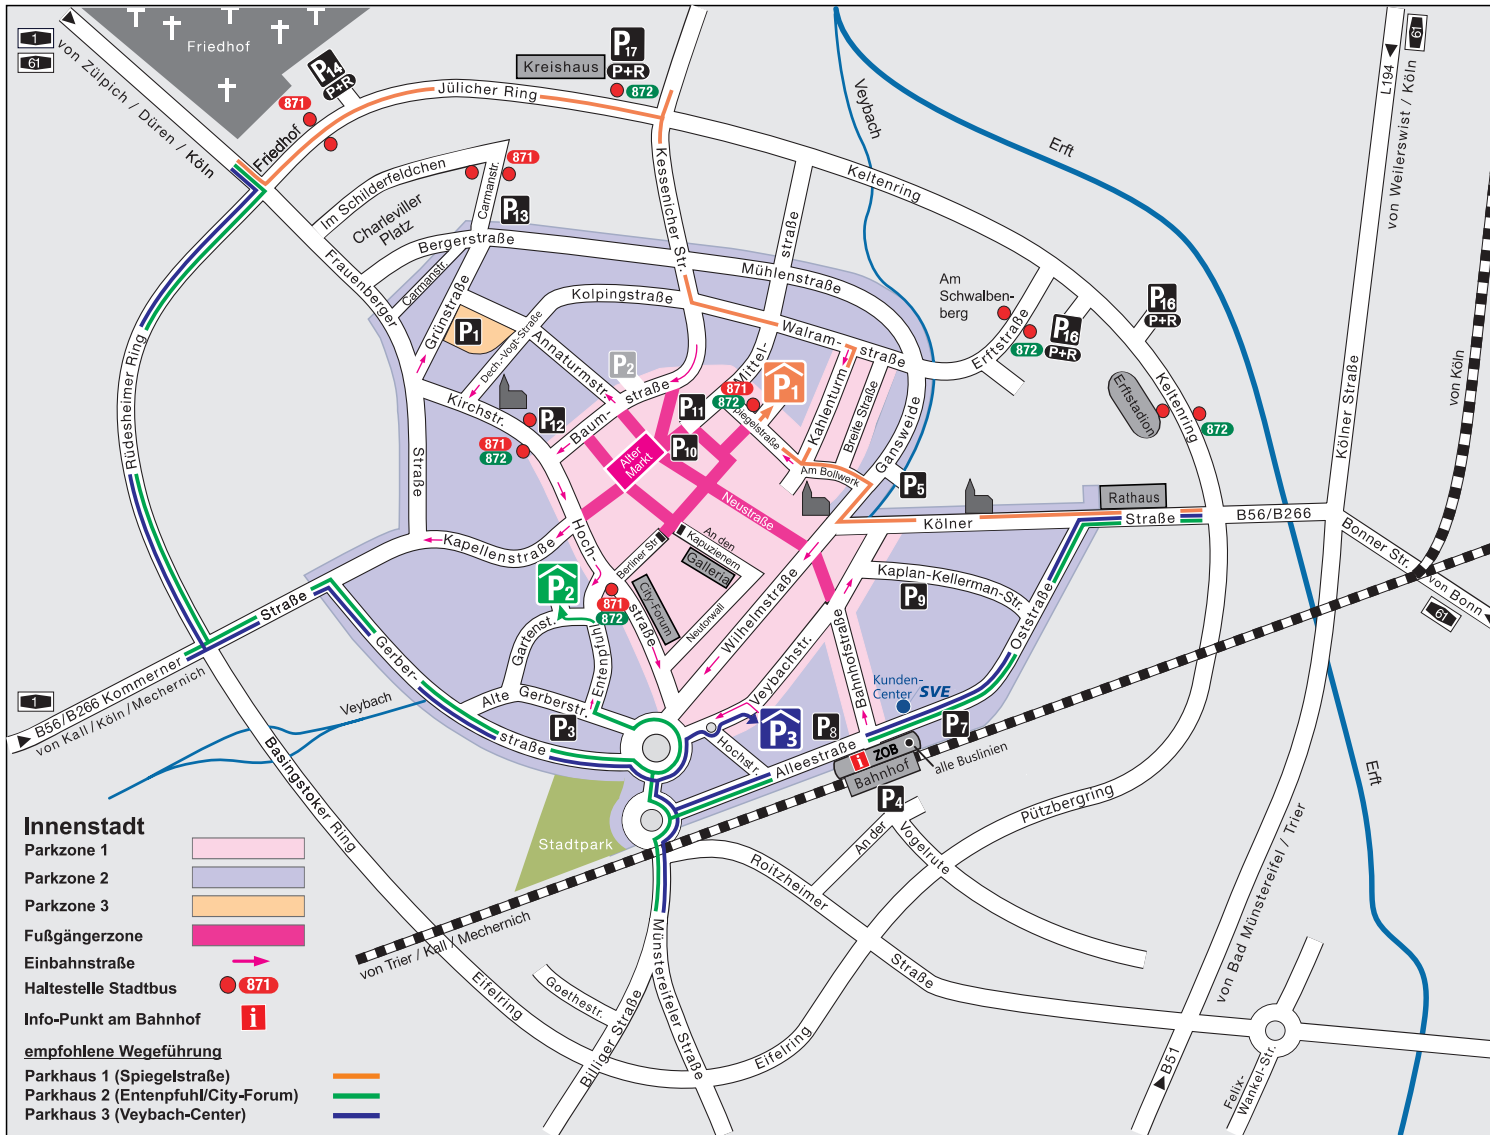 1
61
von Zülpich / Düren / Köln
Friedhof
P14
P+R
871
Friedhof
Kreishaus
P17
P+R
872
Jülicher Ring
Veybach
Erft
61
L194
von Weilerswist / Köln
Im Schilderfeldchen
871
Carmanstr.
P13
Charleviller
Platz
Kessenicher Str.
Keltenring
Bergerstraße
Mühlenstraße
Mittel-
straße
Frauenberger
Straße
Carmanstr.
Grünstraße
P1
Kolpingstraße
Dech.-Vogt-Straße
Annaturmstr.
P2
Walram-
straße
Am
Schwalben-
berg
Erftstraße
872
P16
P+R
P16
P+R
Keltenring
Erftstadion
872
Kölner Straße
von Köln
Rüdesheimer Ring
Kirchstr.
P12
871
872
Baum-
straße
P11
P10
871
872
P1
Spiegelstraße
Kahlenturm
Breite Straße
Gansweide
Am Bollwerk
P5
Alter
Markt
Neustraße
Rathaus
Kölner
Straße
B56/B266
Bonner Str.
von Bonn
61
Kapellenstraße
Hoch-
straße
Berliner Str.
An den
Kapuzienern
Galleria
City-Forum
Neutorwall
Wilhelmstraße
Kaplan-Kellerman-Str.
P9
Oststraße
P2
871
872
Gartenst.
Entenpfuhl
Veybachstr.
Bahnhofstraße
Kunden-
Center SVE
1
B56/B266 Kommerner
Straße
von Kall / Köln / Mechernich
Veybach
Gerber-
straße
Alte
Gerberstr.
P3
P3
P8
P7
Hochstr.
Alleestraße
ZOB
i
Bahnhof
alle Buslinien
P4
An der
Vogelrute
Basingstoker Ring
Stadtpark
Pützbergring
Roitzheimer
Straße
von Trier / Kall / Mechernich
Münstereifeler Straße
Eifelring
Goethestr.
Billiger Straße
Eifelring
von Bad Münstereifel / Trier
B51
Erft
Felix-
Wankel-Str.
Innenstadt
Parkzone 1
Parkzone 2
Parkzone 3
Fußgängerzone
Einbahnstraße
Haltestelle Stadtbus
871
Info-Punkt am Bahnhof
i
empfohlene Wegeführung
Parkhaus 1 (Spiegelstraße)
Parkhaus 2 (Entenpfuhl/City-Forum)
Parkhaus 3 (Veybach-Center)